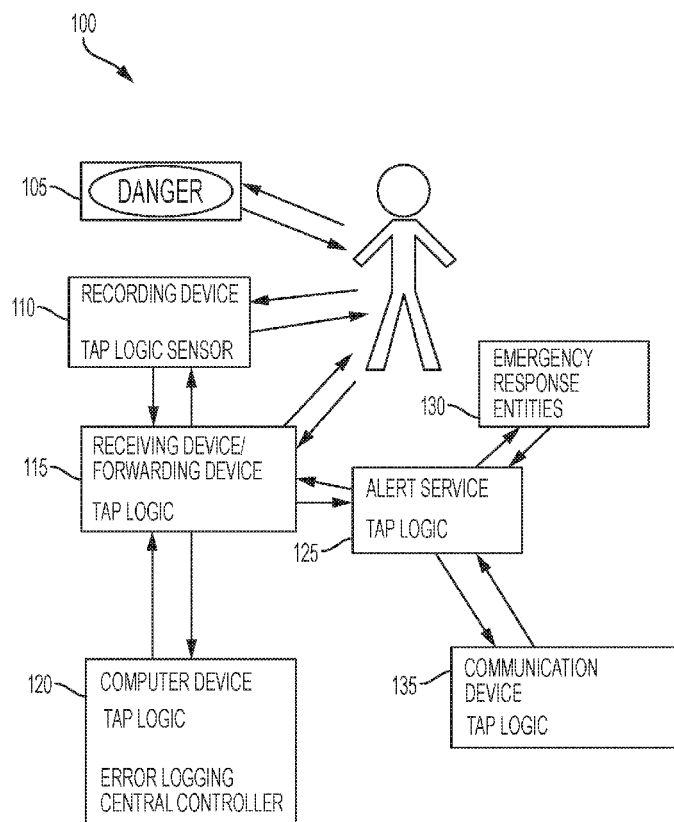 100
105
DANGER
110
RECORDING DEVICE
TAP LOGIC SENSOR
EMERGENCY
RESPONSE
ENTITIES
130
115
RECEIVING DEVICE/
FORWARDING DEVICE
TAP LOGIC
ALERT SERVICE
TAP LOGIC
125
120
COMPUTER DEVICE
TAP LOGIC
ERROR LOGGING
CENTRAL CONTROLLER
135
COMMUNICATION
DEVICE
TAP LOGIC